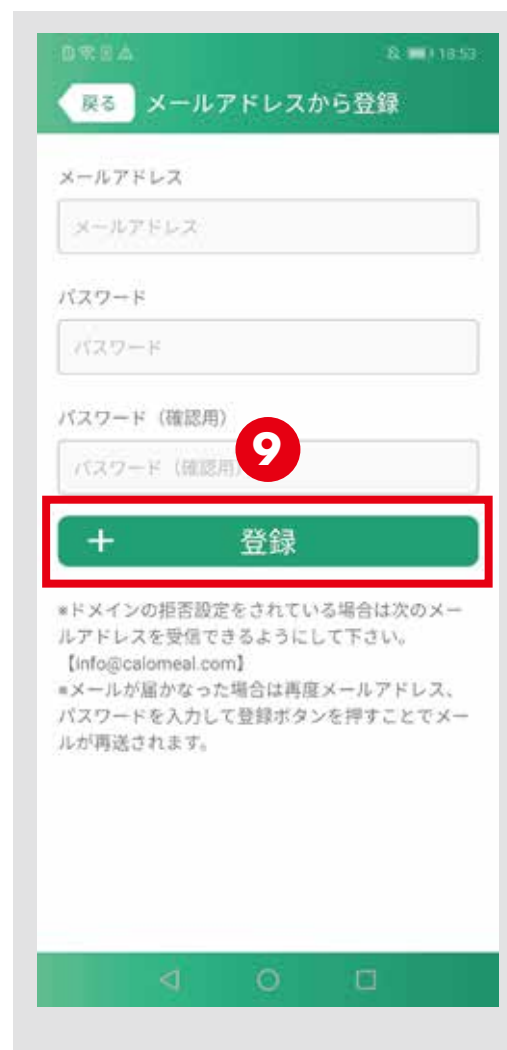 18:53
戻る メールアドレスから登録
メールアドレス
メールアドレス
パスワード
パスワード
パスワード（確認用）
9
パスワード（確認用）
＋ 登録
*ドメインの拒否設定をされている場合は次のメー
ルアドレスを受信できるようにして下さい。
【info@calomeal.com】
*メールが届かなった場合は再度メールアドレス、
パスワードを入力して登録ボタンを押すことでメー
ルが再送されます。